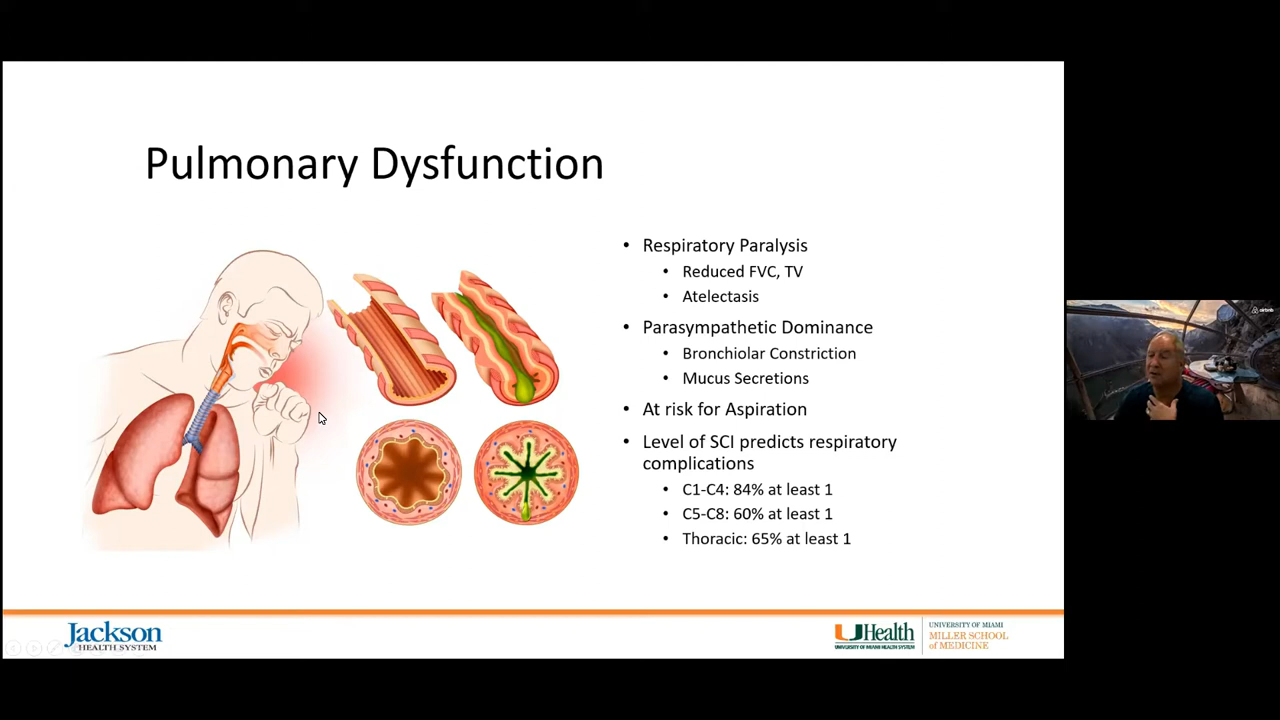 Pulmonary Dysfunction
• Respiratory Paralysis
• Reduced FVC, TV
• Atelectasis
• Parasympathetic Dominance
• Bronchiolar Constriction
• Mucus Secretions
• At risk for Aspiration
• Level of SCI predicts respiratory
complications
• C1-C4: 84% at least 1
• C5-C8: 60% at least 1
• Thoracic: 65% at least 1
airbnb
Jackson
HEALTH SYSTEM
UHealth
UNIVERSITY OF MIAMI HEALTH SYSTEM
UNIVERSITY OF MIAMI
MILLER SCHOOL
of MEDICINE